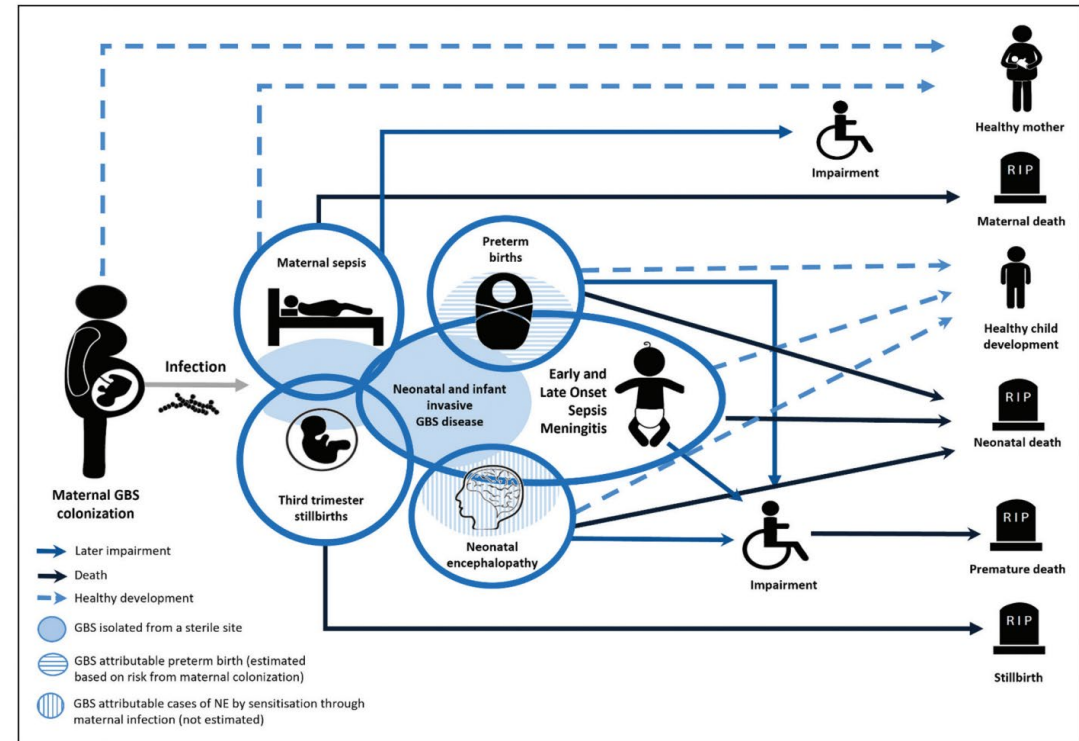 Healthy mother
Impairment
RIP
Maternal death
Maternal sepsis
Preterm
births
Healthy child
development
Infection
Neonatal and infant
invasive
GBS disease
Early and
Late Onset
Sepsis
Meningitis
RIP
Neonatal death
Maternal GBS
colonization
Third trimester
stillbirths
Neonatal
encephalopathy
Impairment
RIP
Premature death
RIP
Stillbirth
Later impairment
Death
Healthy development
GBS isolated from a sterile site
GBS attributable preterm birth (estimated
based on risk from maternal colonization)
GBS attributable cases of NE by sensitisation through
maternal infection (not estimated)